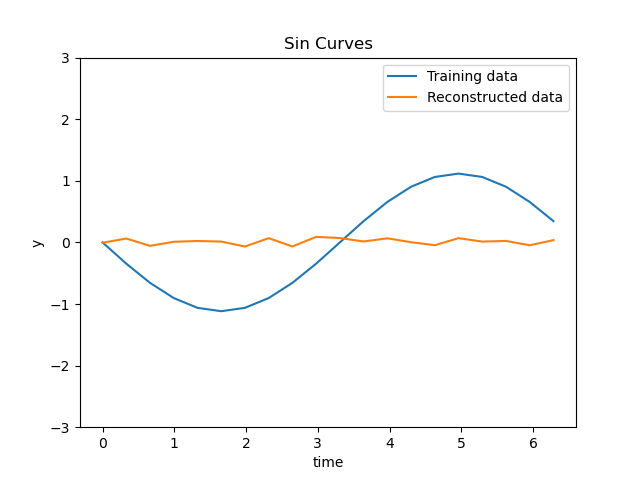 Sin Curves
Training data
Reconstructed data
3
2
1
0
−1
−2
−3
y
0 1 2 3 4 5 6
time